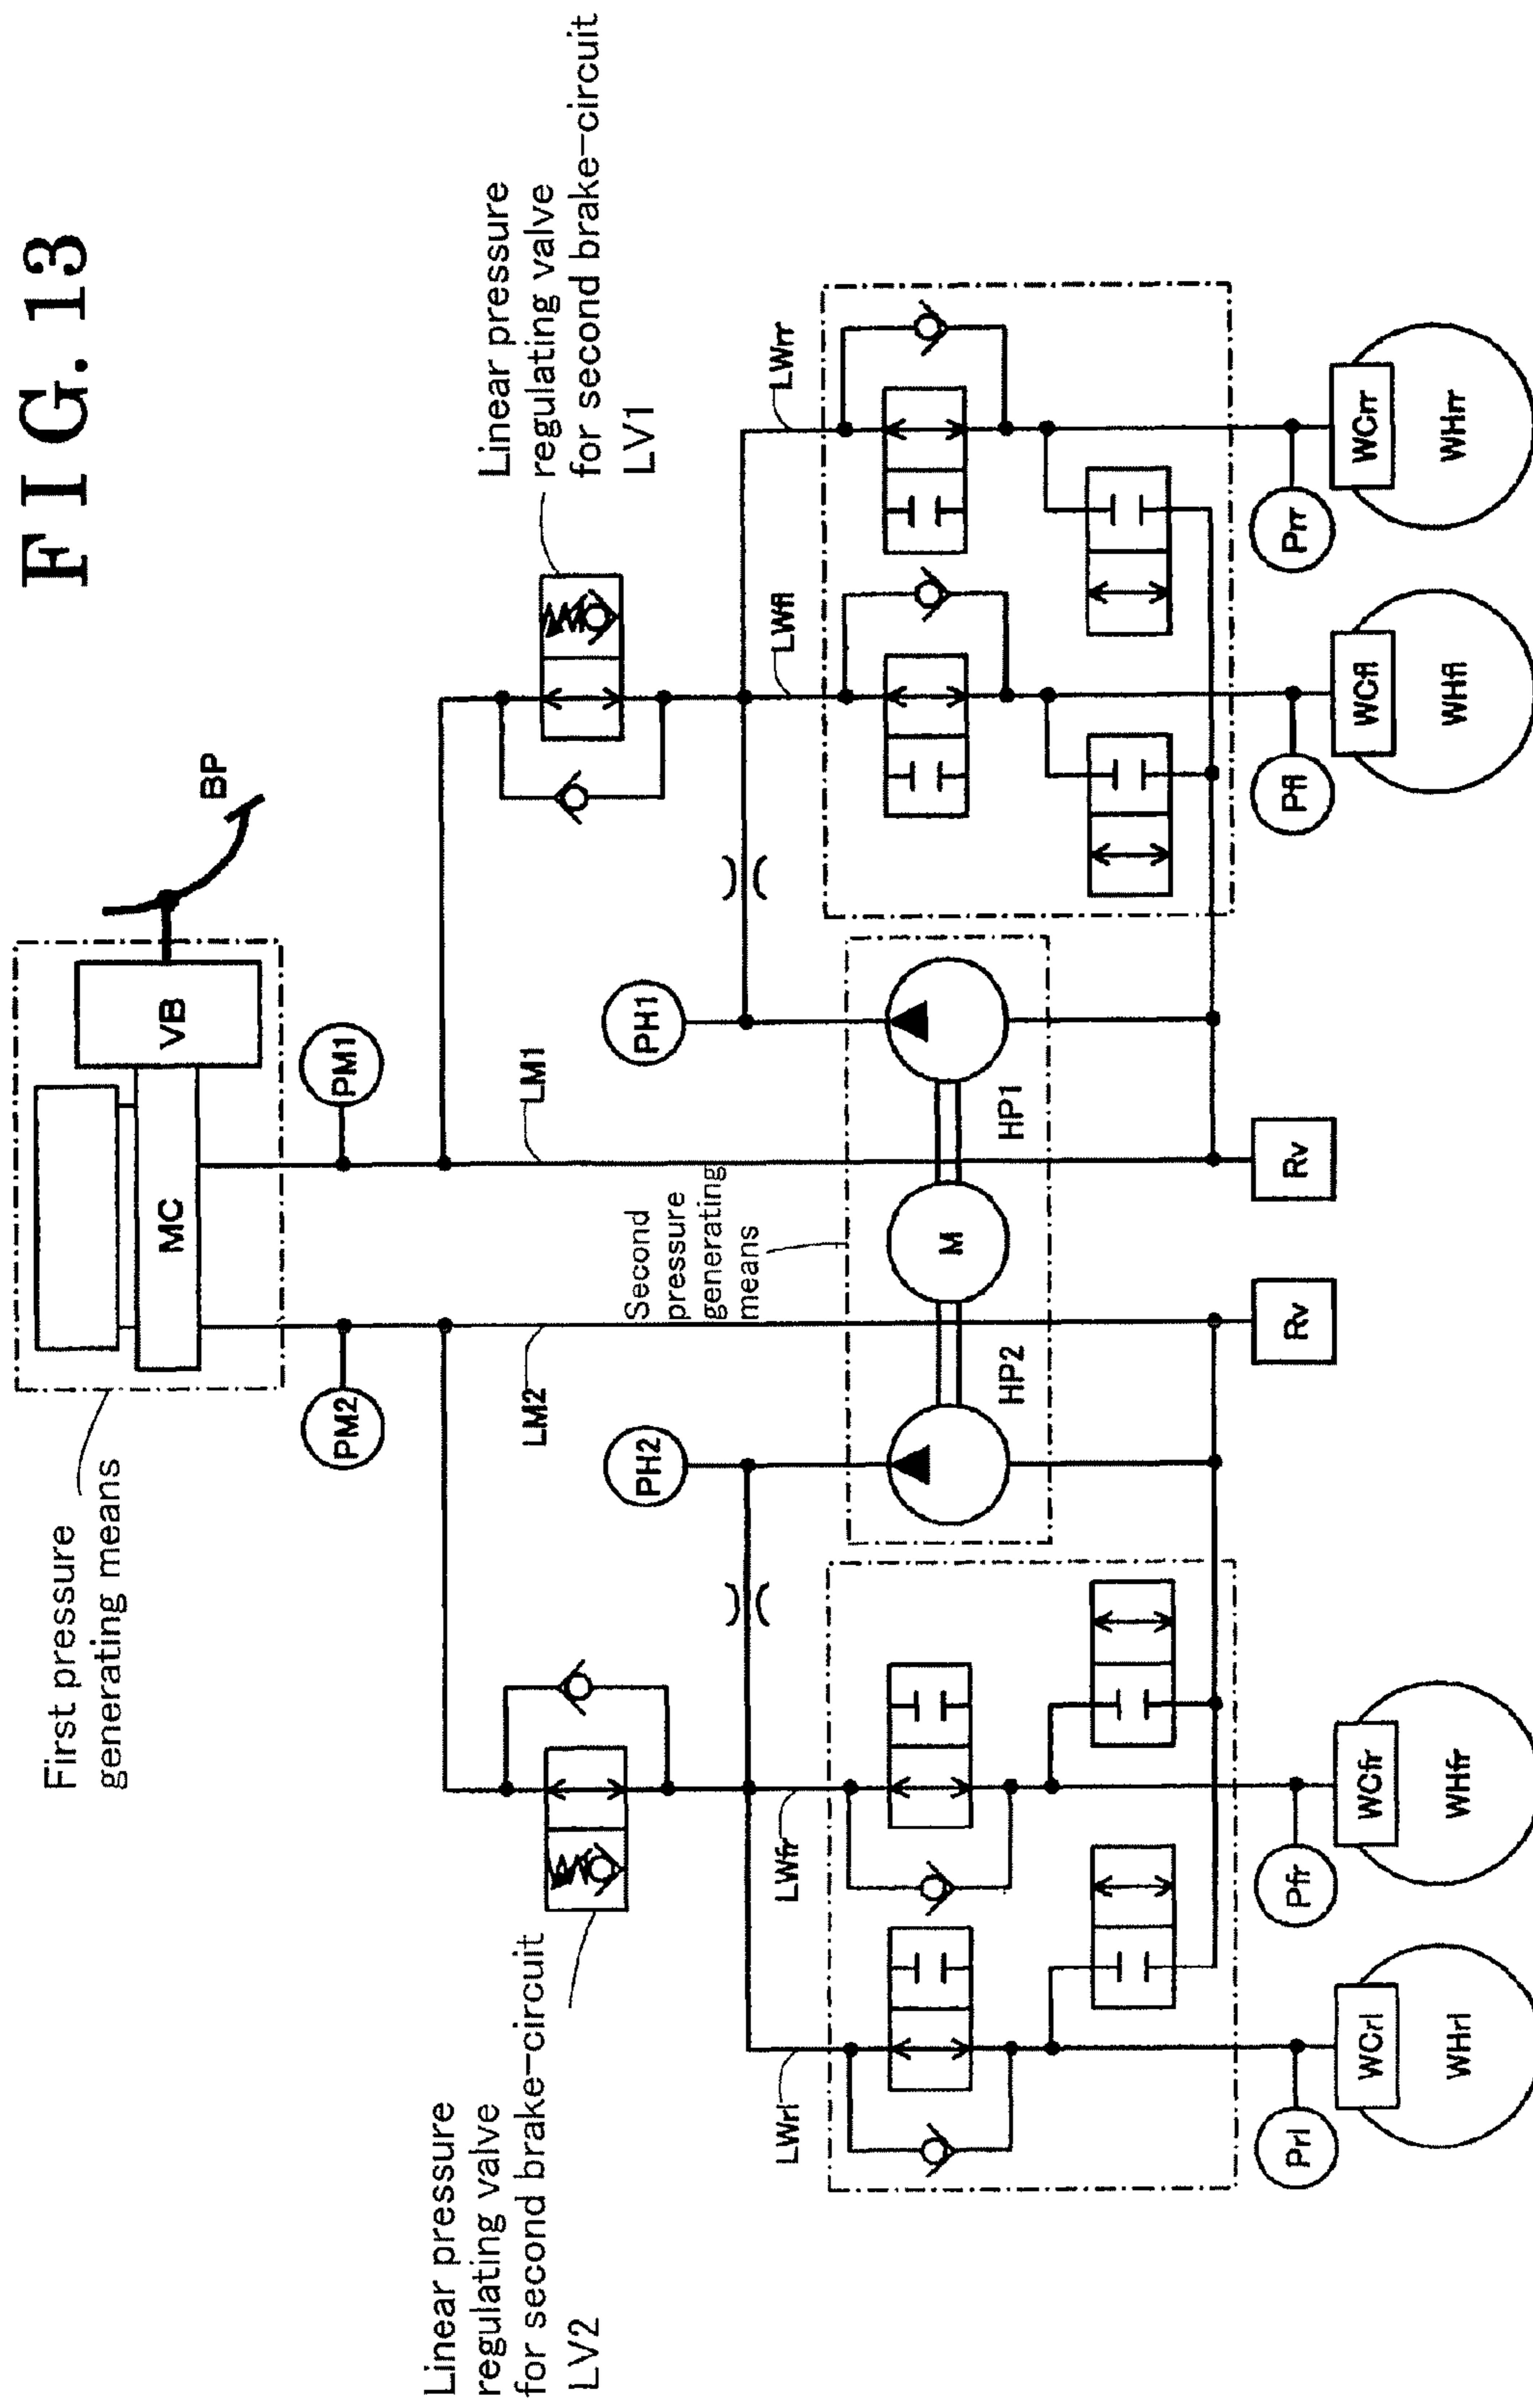 FIG. 13
First pressure
generating means
MC
VB
BP
PM2
PM1
Linear pressure
regulating valve
for second brake-circuit
LV2
Linear pressure
regulating valve
for second brake-circuit
LV1
LM2
LM1
PH2
PH1
Second
pressure
generating
means
LWrl
LWfr
LWfl
LWrr
HP2
M
HP1
Rv
Rv
Prl
Pfr
Pfl
Prr
WCrl
WCfr
WCfl
WCrr
WHrl
WHfr
WHfl
WHrr